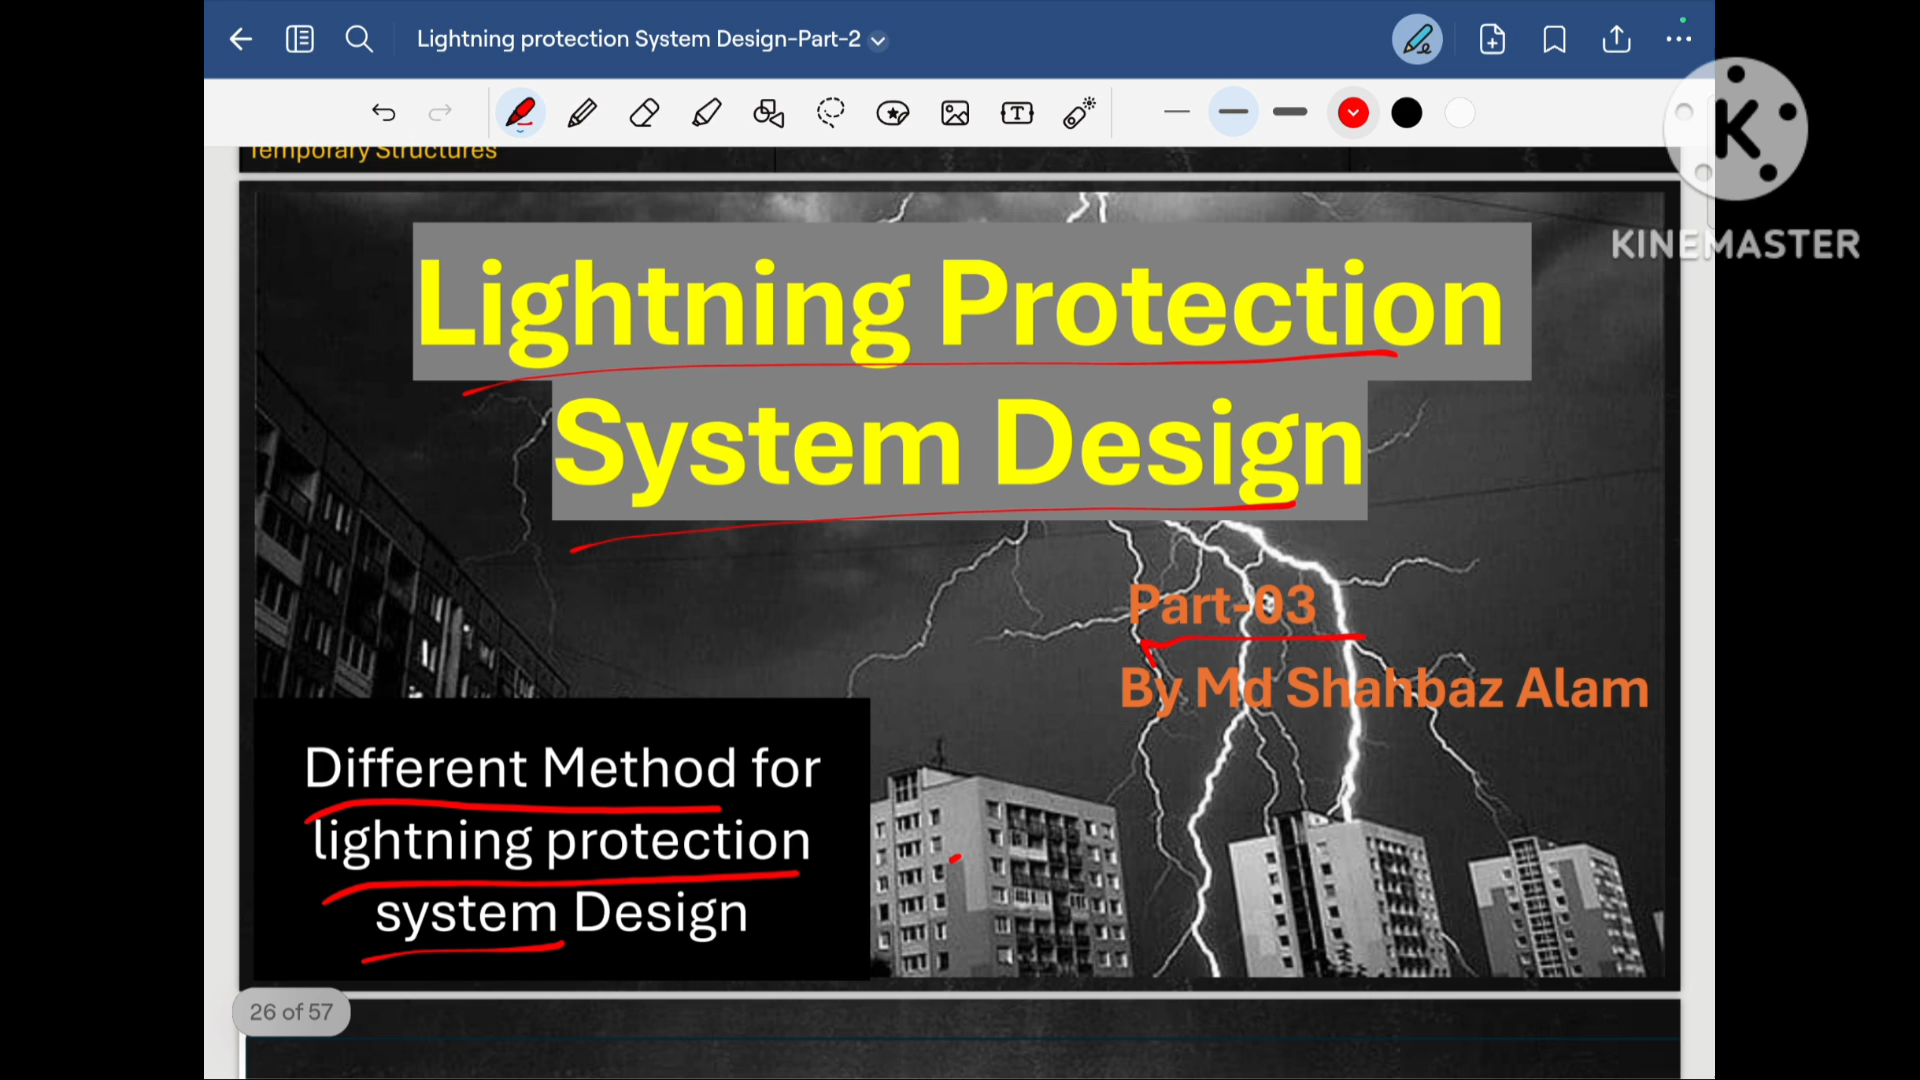 Lightning protection System Design-Part-2
T
K
KINEMASTER
Temporary Structures
Lightning Protection
System Design
Part-03
By Md Shahbaz Alam
Different Method for
lightning protection
system Design
26 of 57